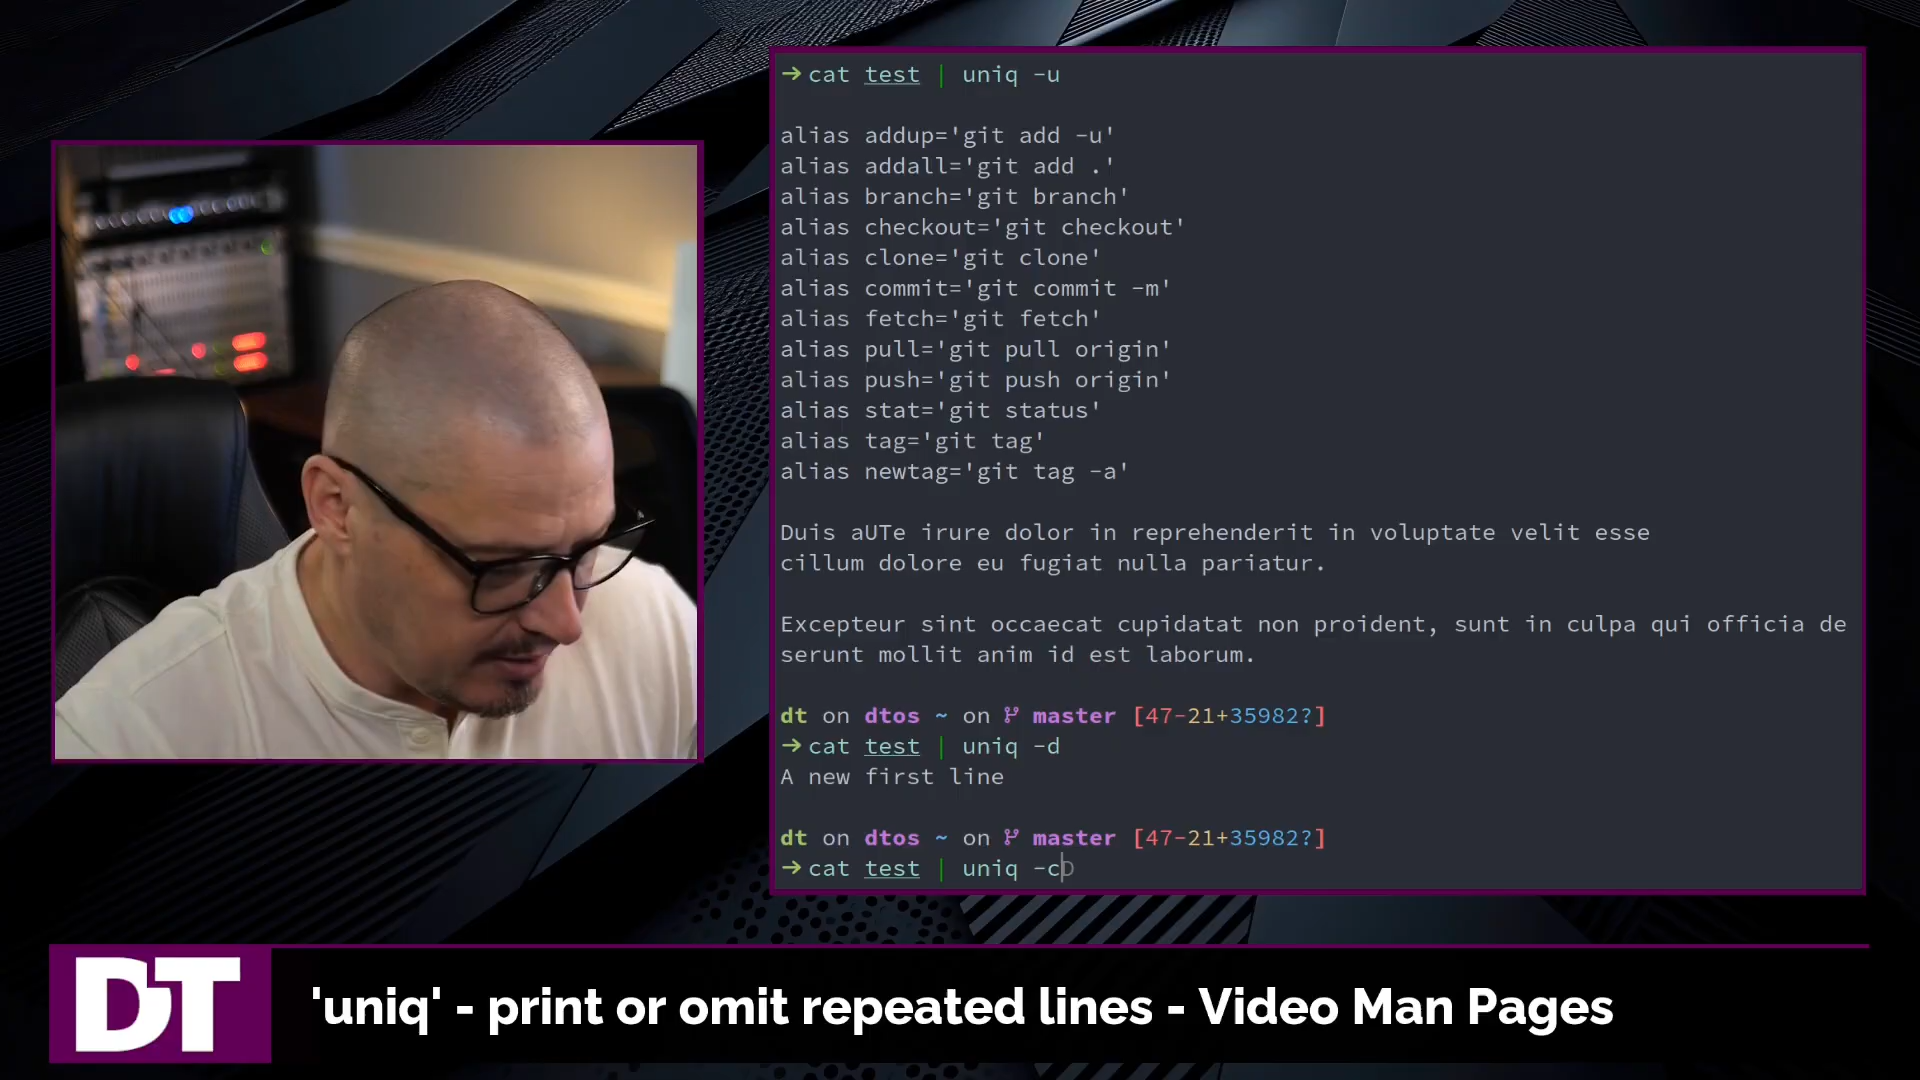 → cat test | uniq -u
alias addup='git add -u'
alias addall='git add .'
alias branch='git branch'
alias checkout='git checkout'
alias clone='git clone'
alias commit='git commit -m'
alias fetch='git fetch'
alias pull='git pull origin'
alias push='git push origin'
alias stat='git status'
alias tag='git tag'
alias newtag='git tag -a'
Duis aUTe irure dolor in reprehenderit in voluptate velit esse
cillum dolore eu fugiat nulla pariatur.
Excepteur sint occaecat cupidatat non proident, sunt in culpa qui officia de
serunt mollit anim id est laborum.
dt on dtos ~ on master [47-21+35982?]
→ cat test | uniq -d
A new first line
dt on dtos ~ on master [47-21+35982?]
→ cat test | uniq -cD
DT
'uniq' - print or omit repeated lines - Video Man Pages